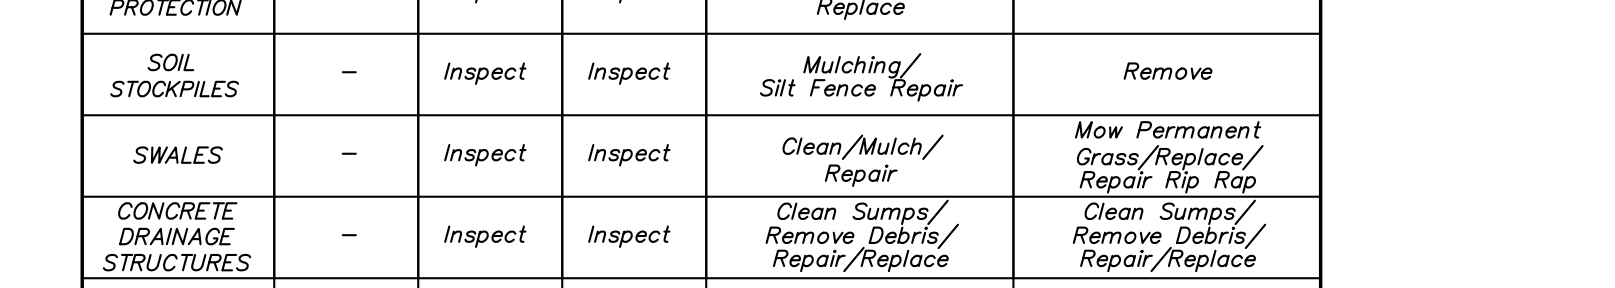 PROTECTION
Replace
SOIL
STOCKPILES
–
Inspect
Inspect
Mulching/
Silt Fence Repair
Remove
SWALES
–
Inspect
Inspect
Clean/Mulch/
Repair
Mow Permanent
Grass/Replace/
Repair Rip Rap
CONCRETE
DRAINAGE
STRUCTURES
–
Inspect
Inspect
Clean Sumps/
Remove Debris/
Repair/Replace
Clean Sumps/
Remove Debris/
Repair/Replace